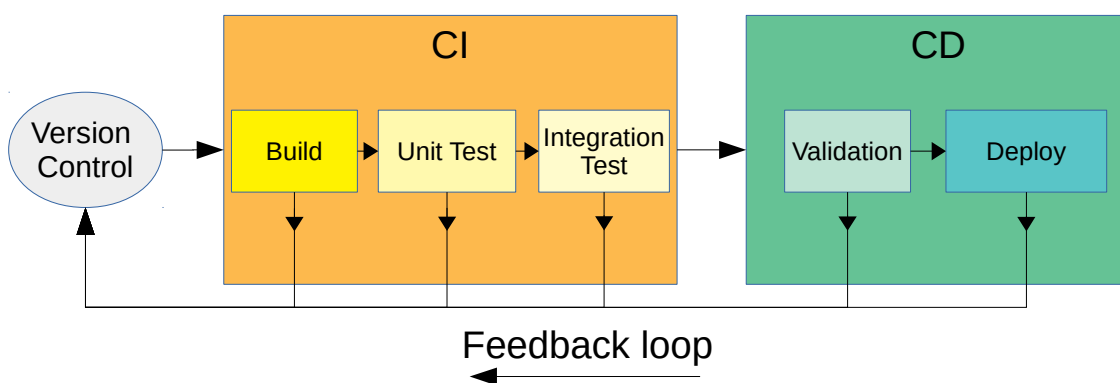 CI
CD
Version
Control
Build
Unit Test
Integration
Test
Validation
Deploy
Feedback loop